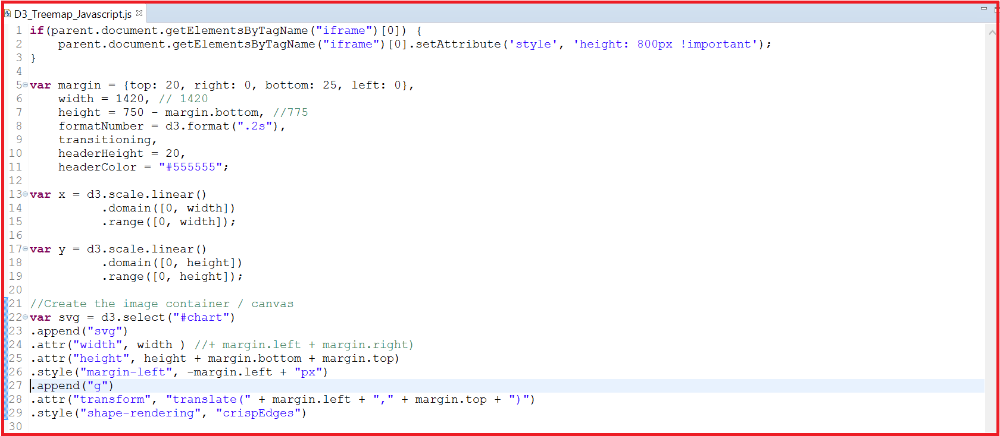 D3_Treemap_Javascript.js
1 if(parent.document.getElementsByTagName("iframe")[0]) {
2     parent.document.getElementsByTagName("iframe")[0].setAttribute('style', 'height: 800px !important');
3 }
4
5 var margin = {top: 20, right: 0, bottom: 25, left: 0},
6     width = 1420, // 1420
7     height = 750 - margin.bottom, //775
8     formatNumber = d3.format(".2s"),
9     transitioning,
10     headerHeight = 20,
11     headerColor = "#555555";
12
13 var x = d3.scale.linear()
14           .domain([0, width])
15           .range([0, width]);
16
17 var y = d3.scale.linear()
18           .domain([0, height])
19           .range([0, height]);
20
21 //Create the image container / canvas
22 var svg = d3.select("#chart")
23 .append("svg")
24 .attr("width", width ) //+ margin.left + margin.right)
25 .attr("height", height + margin.bottom + margin.top)
26 .style("margin-left", -margin.left + "px")
27 .append("g")
28 .attr("transform", "translate(" + margin.left + "," + margin.top + ")")
29 .style("shape-rendering", "crispEdges")
30